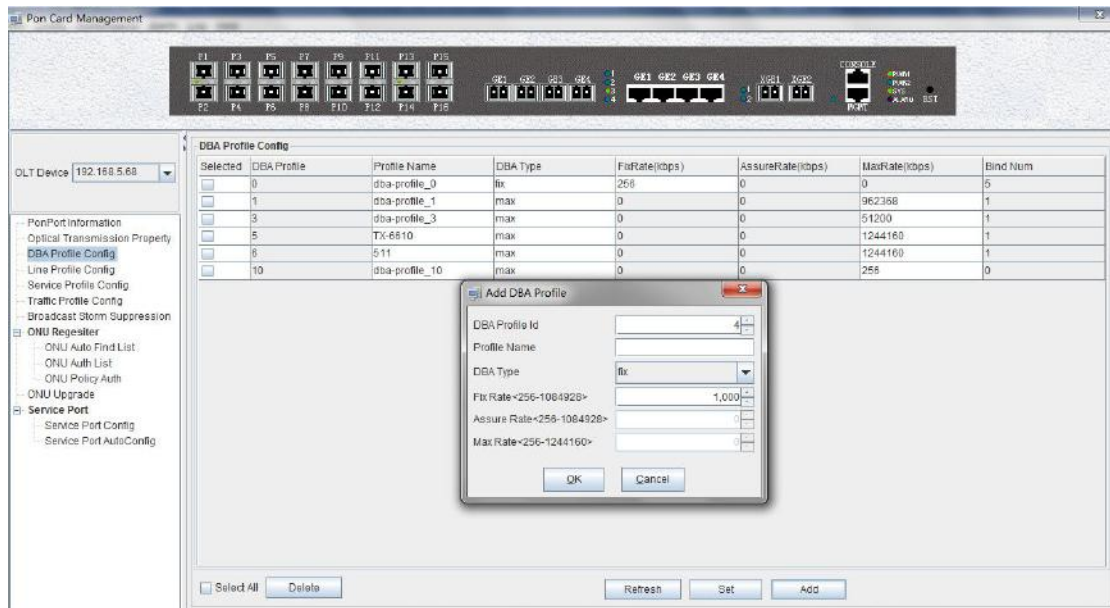 Pon Card Management
P1 P3 P5 P7 P9 P11 P13 P15
GE1 GE2 GE3 GE4
GE1 GE2 GE3 GE4
XGE1 XGE2
CONSOLE
PWR1
PWR2
SYS
ALARM
RST
MGMT
P2 P4 P6 P8 P10 P12 P14 P16
OLT Device 192.168.5.68
PonPort Information
Optical Transmission Property
DBA Profile Config
Line Profile Config
Service Profile Config
Traffic Profile Config
Broadcast Storm Suppression
ONU Regesiter
ONU Auto Find List
ONU Auth List
ONU Policy Auth
ONU Upgrade
Service Port
Service Port Config
Service Port AutoConfig
DBA Profile Config
Selected DBA Profile Profile Name DBA Type FixRate(kbps) AssureRate(kbps) MaxRate(kbps) Bind Num
0 dba-profile_0 fix 256 0 0 5
1 dba-profile_1 max 0 0 962368 1
3 dba-profile_3 max 0 0 51200 1
5 TX-6610 max 0 0 1244160 1
6 511 max 0 0 1244160 1
10 dba-profile_10 max 0 0 256 0
Add DBA Profile
DBA Profile Id 4
Profile Name
DBA Type fix
Fix Rate<256-1084928> 1,000
Assure Rate<256-1084928> 0
Max Rate<256-1244160> 0
OK Cancel
Select All Delete Refresh Set Add